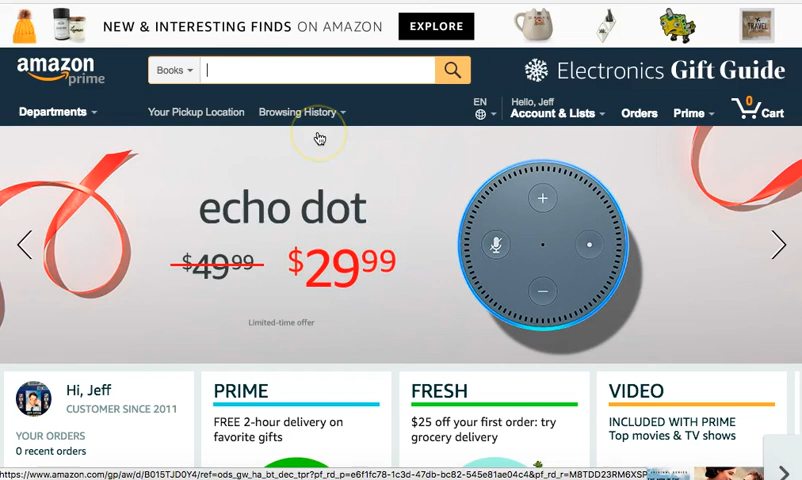 NEW & INTERESTING FINDS ON AMAZON
EXPLORE
TRAVEL
amazon
prime
Books
Electronics Gift Guide
Departments
Your Pickup Location
Browsing History
EN
Hello, Jeff
Account & Lists
Orders
Prime
0
Cart
echo dot
$49 99
$29 99
Limited-time offer
Hi, Jeff
CUSTOMER SINCE 2011
YOUR ORDERS
0 recent orders
PRIME
FREE 2-hour delivery on
favorite gifts
FRESH
$25 off your first order: try
grocery delivery
VIDEO
INCLUDED WITH PRIME
Top movies & TV shows
https://www.amazon.com/gp/aw/d/B015TJD0Y4/ref=ods_gw_ha_bt_dec_tpr?pf_rd_p=e6f1fc78-1c3d-47db-bc82-545e81ae04c4&pf_rd_r=M8TDD23RM6XSP